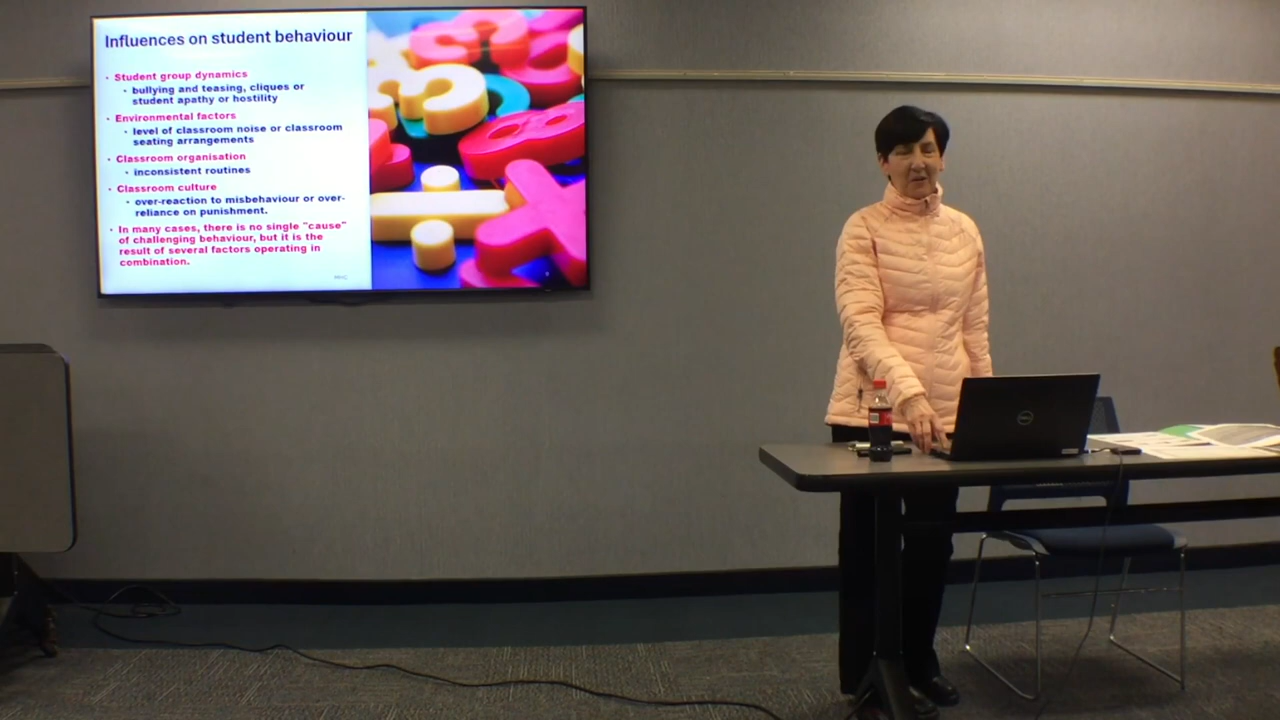 Influences on student behaviour
• Student group dynamics
• bullying and teasing, cliques or
student apathy or hostility
• Environmental factors
• level of classroom noise or classroom
seating arrangements
• Classroom organisation
• inconsistent routines
• Classroom culture
• over-reaction to misbehaviour or over-
reliance on punishment.
• In many cases, there is no single "cause"
of challenging behaviour, but it is the
result of several factors operating in
combination.
DELL